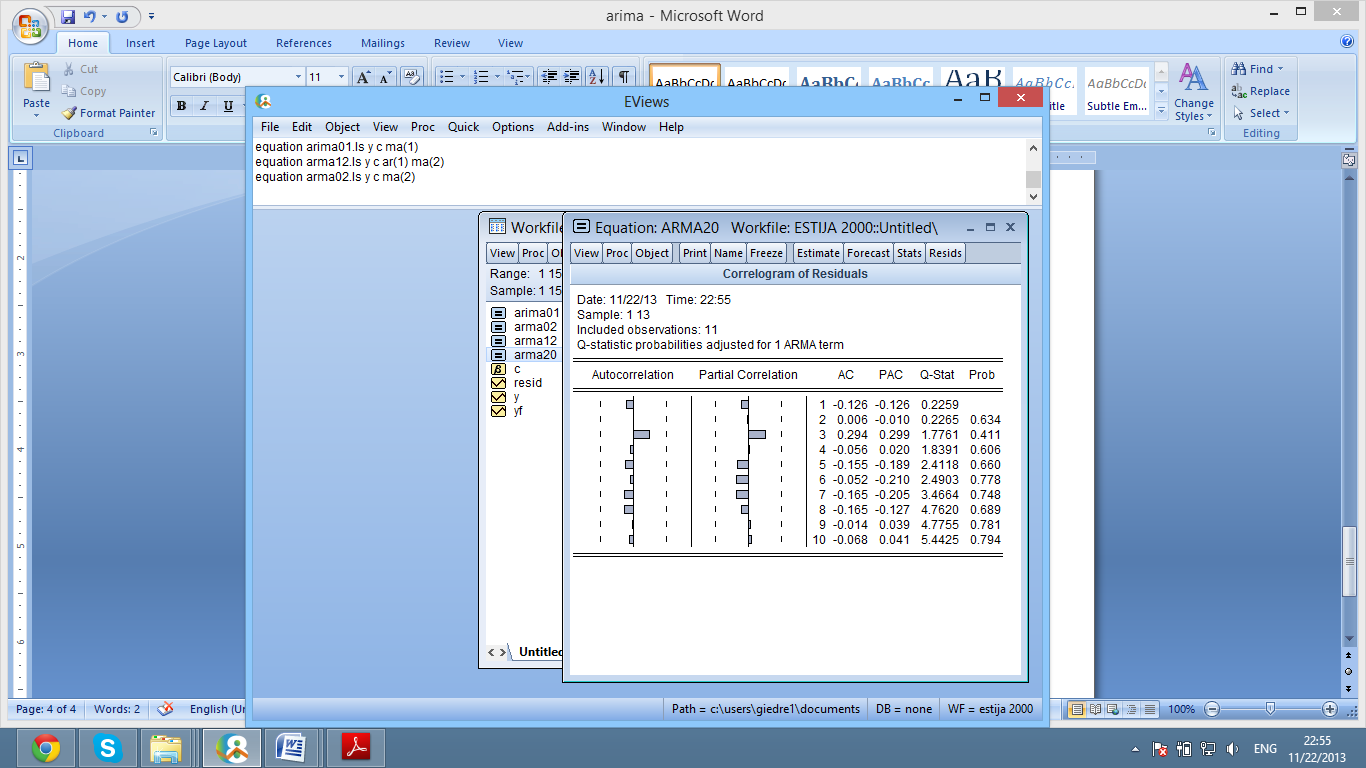 arima - Microsoft Word
Home Insert Page Layout References Mailings Review View
Cut
Copy
Format Painter
Paste
Clipboard
Calibri (Body) 11
B I U
AaBbCcDc AaBbCcDc AaBbC AaBbCc AaB AaBbCc. AaBbCcDc
Subtle Em...
Change Styles
Find
Replace
Select
Editing
EViews
File Edit Object View Proc Quick Options Add-ins Window Help
equation arima01.ls y c ma(1)
equation arma12.ls y c ar(1) ma(2)
equation arma02.ls y c ma(2)
View Proc
Range: 1 15
Sample: 1 15
arima01
arma02
arma12
arma20
c
resid
y
yf
Equation: ARMA20 Workfile: ESTIJA 2000::Untitled\
View Proc Object Print Name Freeze Estimate Forecast Stats Resids
Correlogram of Residuals
Date: 11/22/13 Time: 22:55
Sample: 1 13
Included observations: 11
Q-statistic probabilities adjusted for 1 ARMA term
Autocorrelation Partial Correlation AC PAC Q-Stat Prob
1 -0.126 -0.126 0.2259
2 0.006 -0.010 0.2265 0.634
3 0.294 0.299 1.7761 0.411
4 -0.056 0.020 1.8391 0.606
5 -0.155 -0.189 2.4118 0.660
6 -0.052 -0.210 2.4903 0.778
7 -0.165 -0.205 3.4664 0.748
8 -0.165 -0.127 4.7620 0.689
9 -0.014 0.039 4.7755 0.781
10 -0.068 0.041 5.4425 0.794
Path = c:\users\giedre1\documents DB = none WF = estija 2000
Page: 4 of 4 Words: 2 100%
ENG
22:55
11/22/2013